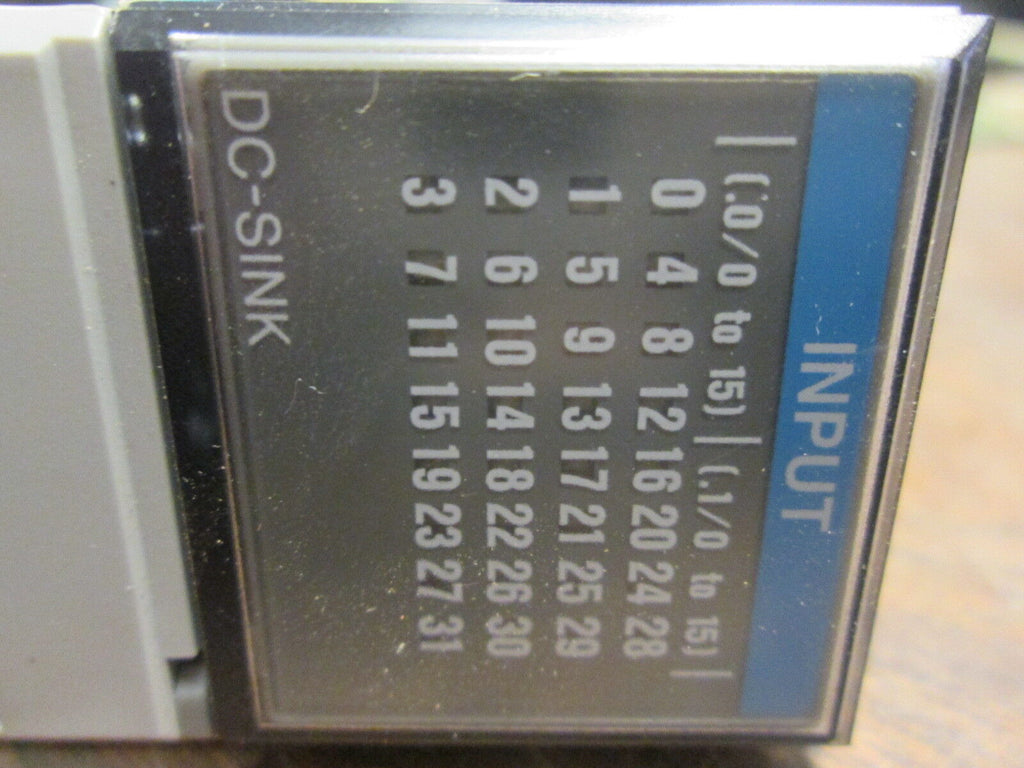 INPUT
| (.0/0 to 15) | (.1/0 to 15) |
0 4 8 12 16 20 24 28
1 5 9 13 17 21 25 29
2 6 10 14 18 22 26 30
3 7 11 15 19 23 27 31
DC-SINK